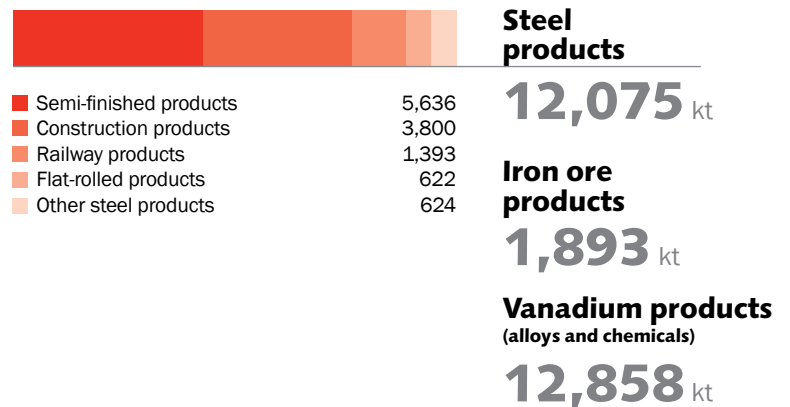 Semi-finished products 5,636
Construction products 3,800
Railway products 1,393
Flat-rolled products 622
Other steel products 624
Steel
products
12,075 kt
Iron ore
products
1,893 kt
Vanadium products
(alloys and chemicals)
12,858 kt